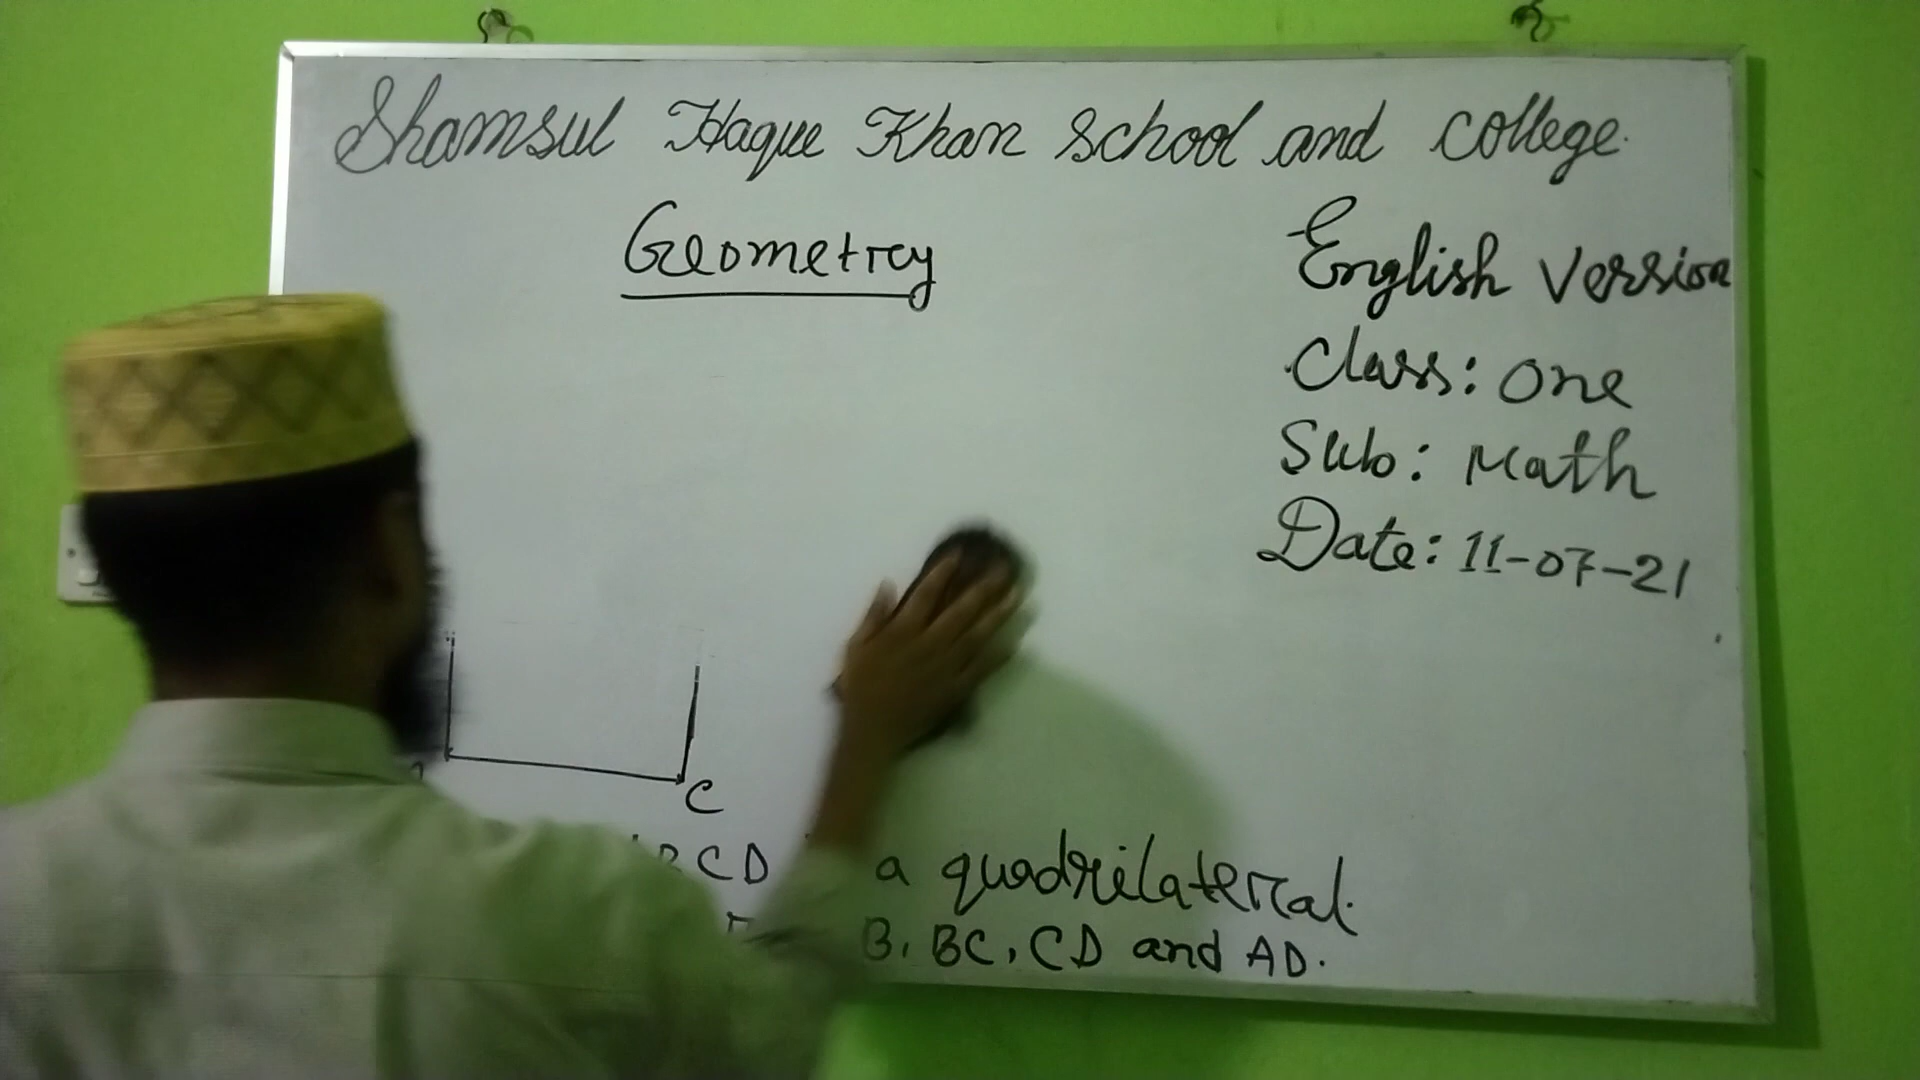 Shamsul Haque Khan School and college.
Geometry
English Version
Class: One
Sub: Math
Date: 11-07-21
C
BCD a quadrilateral.
B, BC, CD and AD.